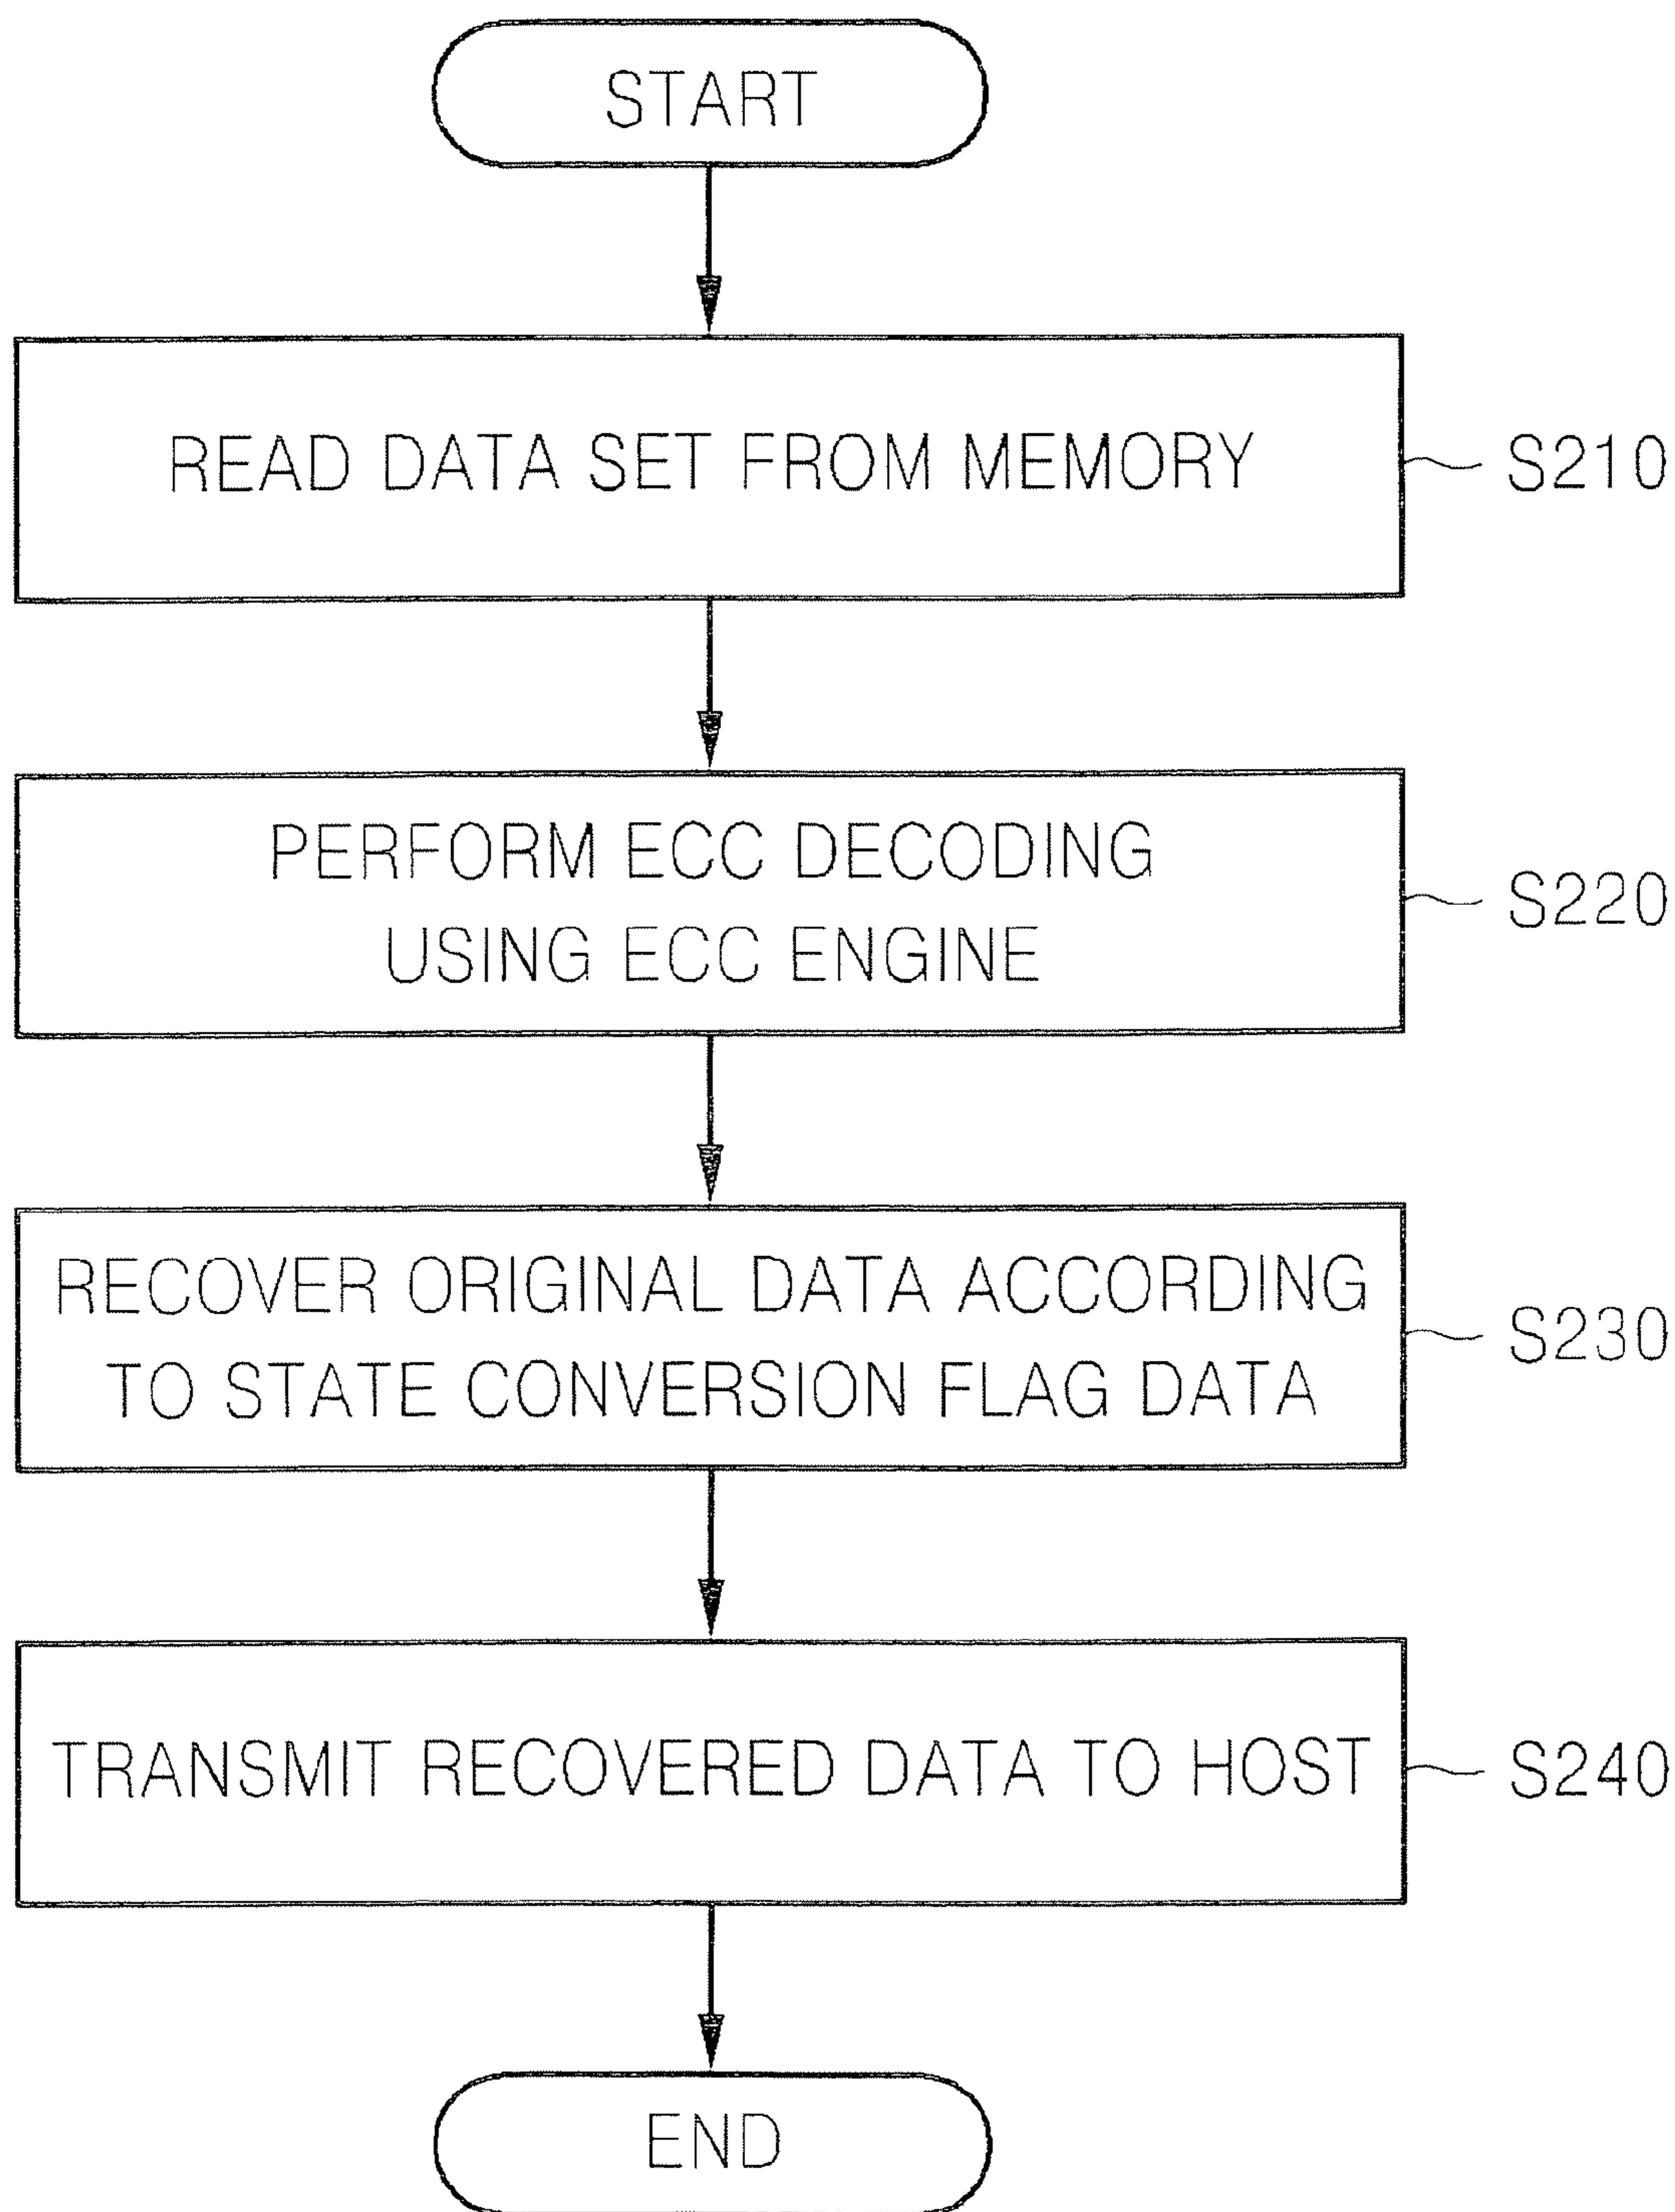 START
READ DATA SET FROM MEMORY
S210
PERFORM ECC DECODING
USING ECC ENGINE
S220
RECOVER ORIGINAL DATA ACCORDING
TO STATE CONVERSION FLAG DATA
S230
TRANSMIT RECOVERED DATA TO HOST
S240
END